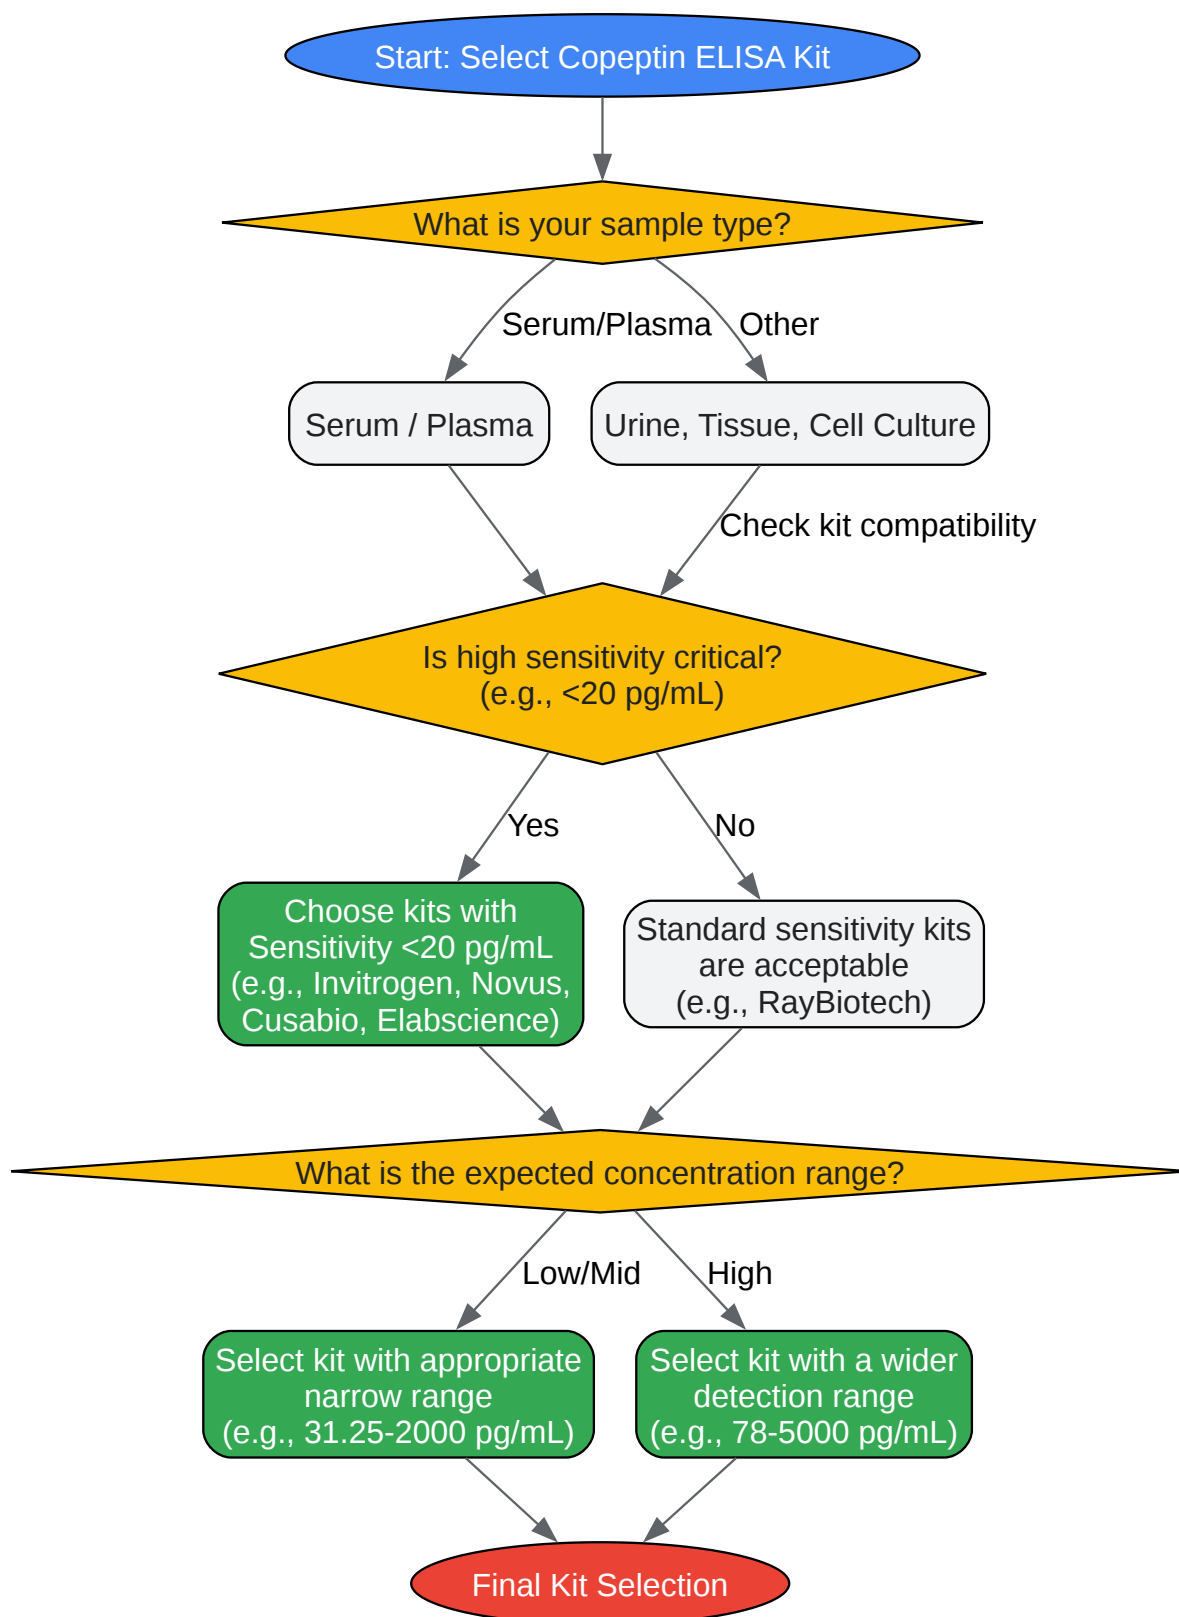 Start: Select Copeptin ELISA Kit
What is your sample type?
Serum/Plasma
Other
Serum / Plasma
Urine, Tissue, Cell Culture
Check kit compatibility
Is high sensitivity critical?
(e.g., <20 pg/mL)
Yes
No
Choose kits with
Sensitivity <20 pg/mL
(e.g., Invitrogen, Novus,
Cusabio, Elabscience)
Standard sensitivity kits
are acceptable
(e.g., RayBiotech)
What is the expected concentration range?
Low/Mid
High
Select kit with appropriate
narrow range
(e.g., 31.25-2000 pg/mL)
Select kit with a wider
detection range
(e.g., 78-5000 pg/mL)
Final Kit Selection